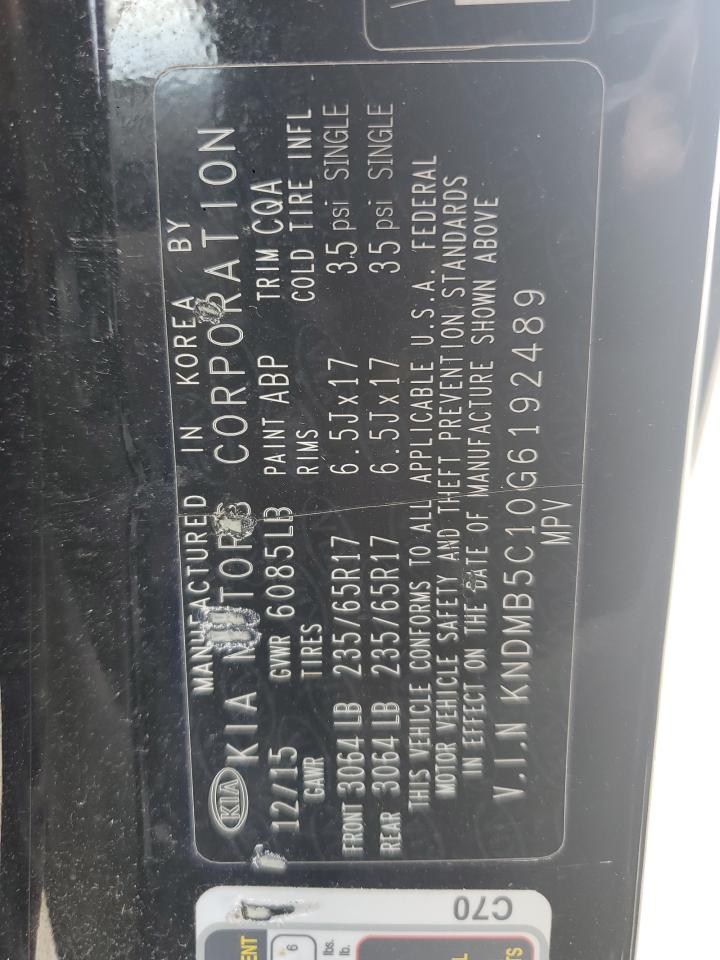 MANUFACTURED IN KOREA BY
KIA KIA MOTORS CORPORATION
12/15 GVWR 6085LB PAINT ABP TRIM CQA
GAWR TIRES RIMS COLD TIRE INFL
FRONT 3064 LB 235/65R17 6.5Jx17 35 psi SINGLE
REAR 3064 LB 235/65R17 6.5Jx17 35 psi SINGLE
THIS VEHICLE CONFORMS TO ALL APPLICABLE U.S.A. FEDERAL
MOTOR VEHICLE SAFETY AND THEFT PREVENTION STANDARDS
IN EFFECT ON THE DATE OF MANUFACTURE SHOWN ABOVE
V.I.N KNDMB5C10G6192489
MPV
C70
6
lbs.
lb.